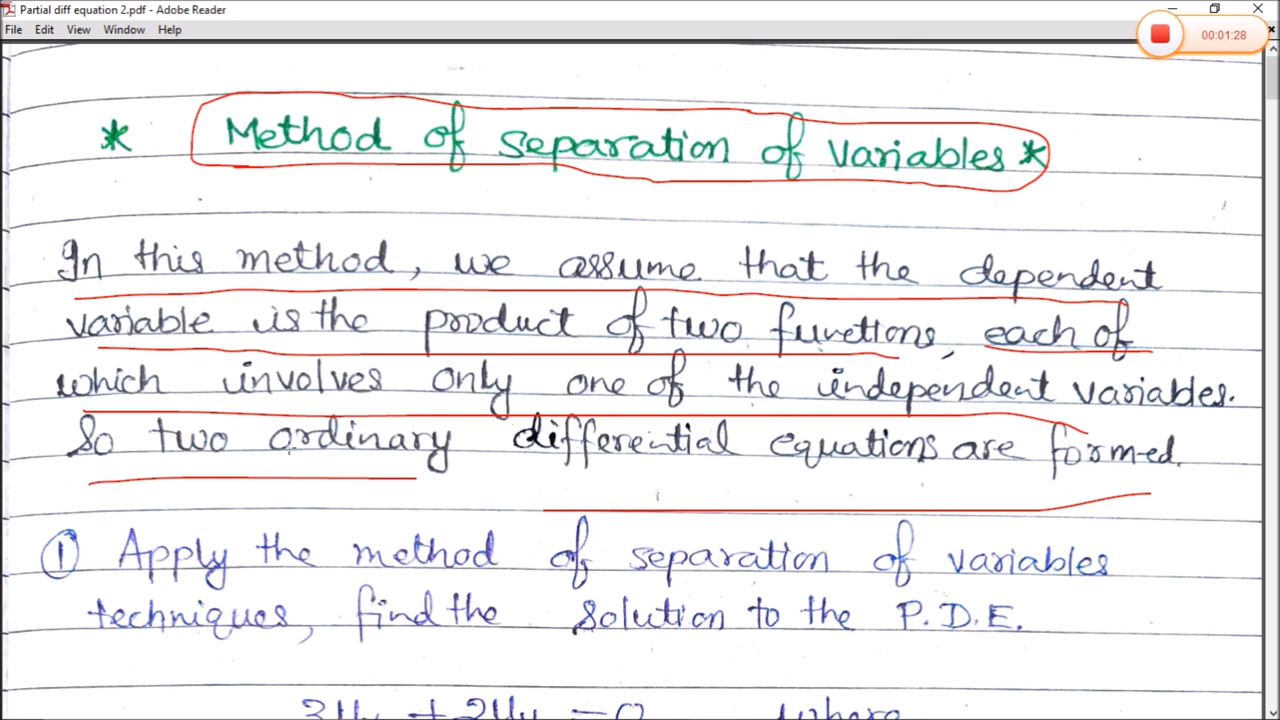 Partial diff equation 2.pdf - Adobe Reader
File Edit View Window Help
00:01:28
* Method of separation of variables *
In this method, we assume that the dependent
variable is the product of two functions, each of
which involves only one of the independent variables.
So two ordinary differential equations are formed.
① Apply the method of separation of variables
techniques, find the solution to the P.D.E.